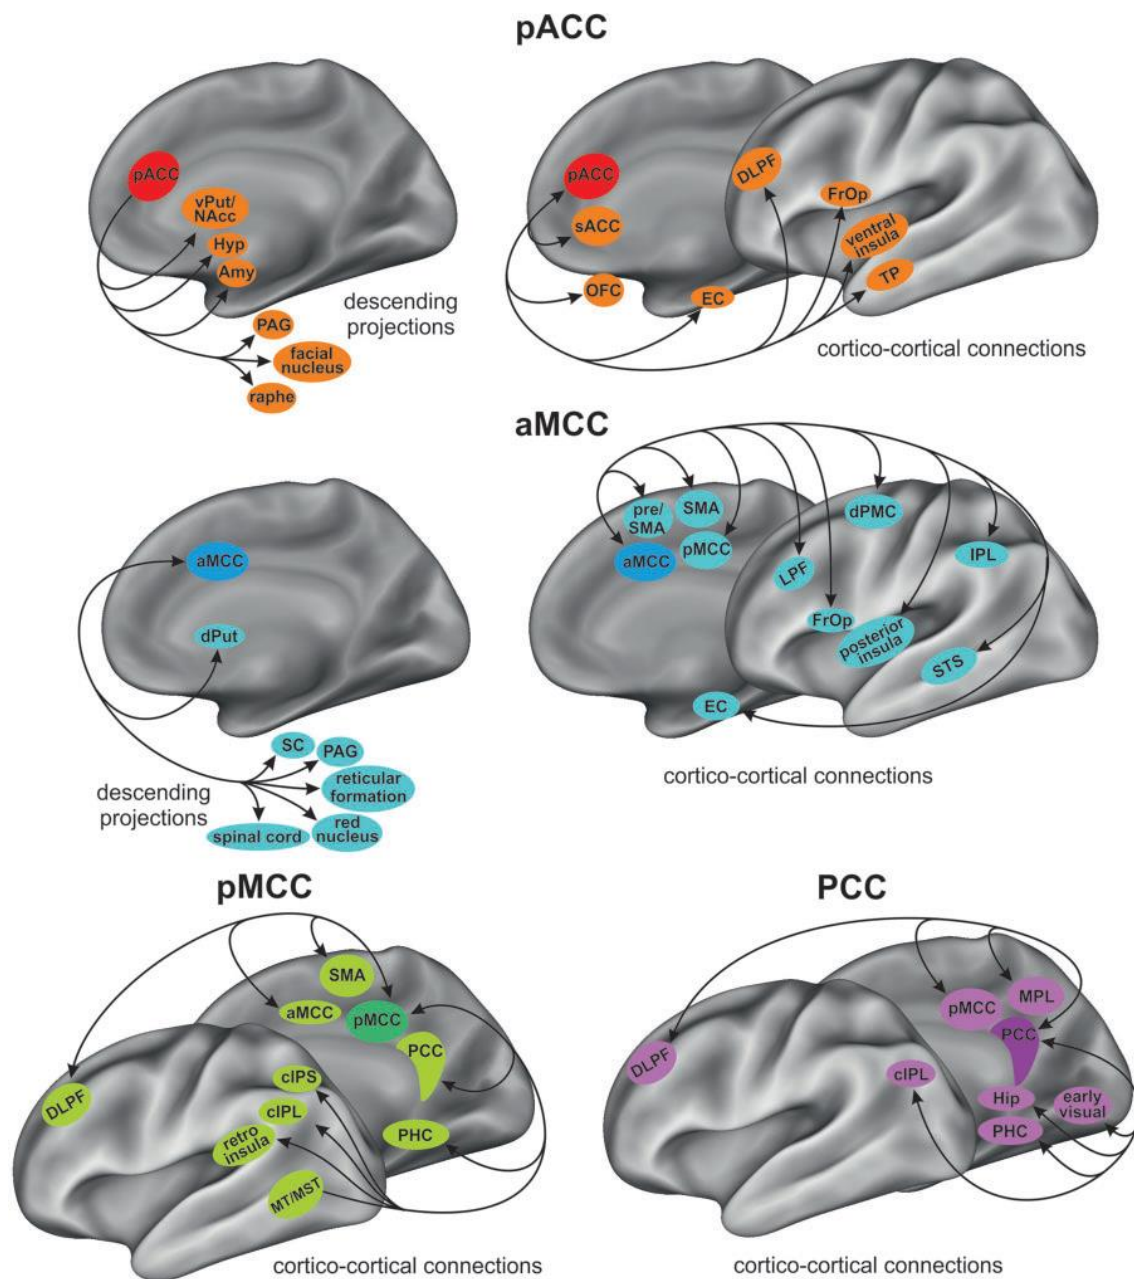 pACC
pACC
vPut/
NAcc
Hyp
Amy
descending
projections
PAG
facial
nucleus
raphe
pACC
sACC
OFC
EC
DLPF
FrOp
ventral
insula
TP
cortico-cortical connections
aMCC
aMCC
dPut
SC
PAG
reticular
formation
descending
projections
spinal cord
red
nucleus
pre/
SMA
SMA
aMCC
pMCC
dPMC
LPF
IPL
FrOp
posterior
insula
STS
EC
cortico-cortical connections
pMCC
SMA
aMCC
pMCC
PCC
DLPF
cIPS
cIPL
retro
insula
PHC
MT/MST
cortico-cortical connections
PCC
pMCC
MPL
PCC
DLPF
cIPL
Hip
early
visual
PHC
cortico-cortical connections